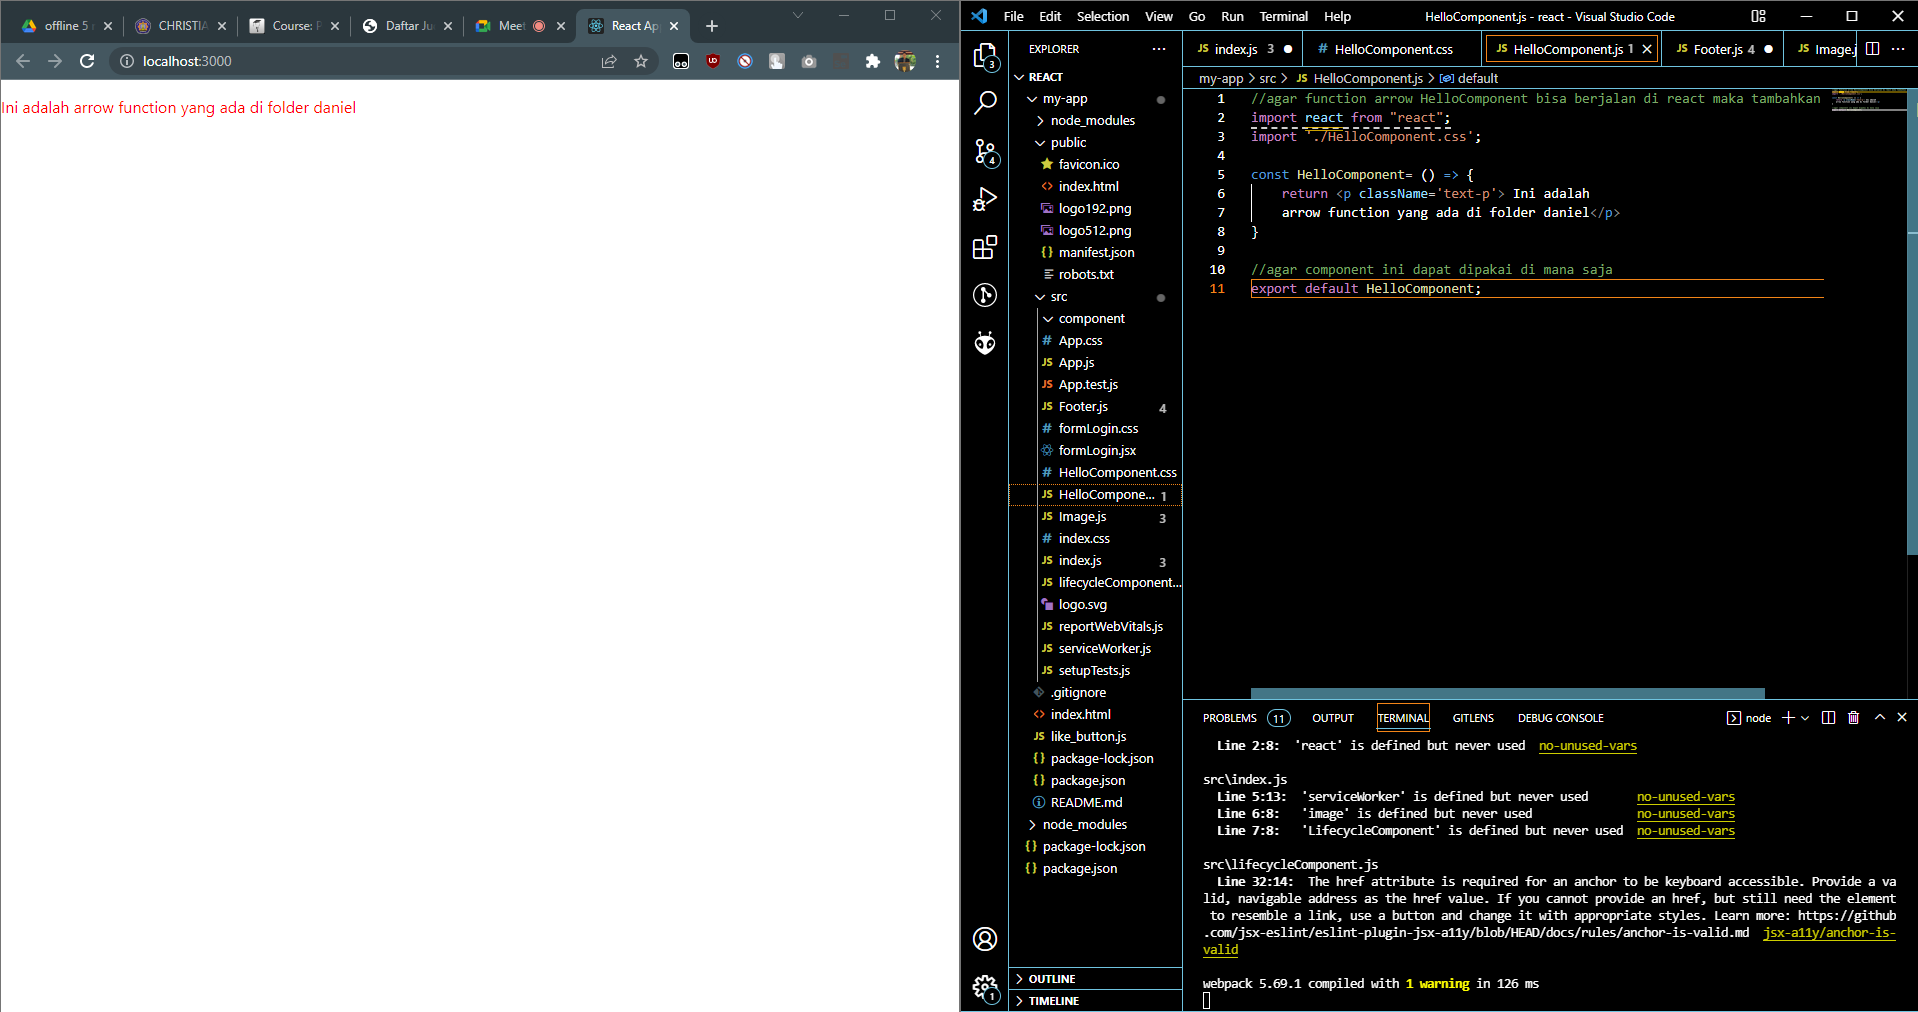 offline 5
CHRISTIA
Course: F
Daftar Ju
Meet
React Ap
localhost:3000
Ini adalah arrow function yang ada di folder daniel
File Edit Selection View Go Run Terminal Help
HelloComponent.js - react - Visual Studio Code
EXPLORER
REACT
my-app
node_modules
public
favicon.ico
index.html
logo192.png
logo512.png
manifest.json
robots.txt
src
component
App.css
App.js
App.test.js
Footer.js 4
formLogin.css
formLogin.jsx
HelloComponent.css
HelloCompone... 1
Image.js 3
index.css
index.js 3
lifecycleComponent...
logo.svg
reportWebVitals.js
serviceWorker.js
setupTests.js
.gitignore
index.html
like_button.js
package-lock.json
package.json
README.md
node_modules
package-lock.json
package.json
OUTLINE
TIMELINE
3
4
1
JS index.js 3
# HelloComponent.css
JS HelloComponent.js 1
JS Footer.js 4
JS Image.j
my-app > src > JS HelloComponent.js > default
1 //agar function arrow HelloComponent bisa berjalan di react maka tambahkan
2 import react from "react";
3 import './HelloComponent.css';
4
5 const HelloComponent= () => {
6 return <p className='text-p'> Ini adalah
7 arrow function yang ada di folder daniel</p>
8 }
9
10 //agar component ini dapat dipakai di mana saja
11 export default HelloComponent;
PROBLEMS 11 OUTPUT TERMINAL GITLENS DEBUG CONSOLE
node
Line 2:8: 'react' is defined but never used no-unused-vars
src\index.js
Line 5:13: 'serviceWorker' is defined but never used no-unused-vars
Line 6:8: 'image' is defined but never used no-unused-vars
Line 7:8: 'LifecycleComponent' is defined but never used no-unused-vars
src\lifecycleComponent.js
Line 32:14: The href attribute is required for an anchor to be keyboard accessible. Provide a va
lid, navigable address as the href value. If you cannot provide an href, but still need the element
to resemble a link, use a button and change it with appropriate styles. Learn more: https://github
.com/jsx-eslint/eslint-plugin-jsx-a11y/blob/HEAD/docs/rules/anchor-is-valid.md jsx-a11y/anchor-is-
valid
webpack 5.69.1 compiled with 1 warning in 126 ms